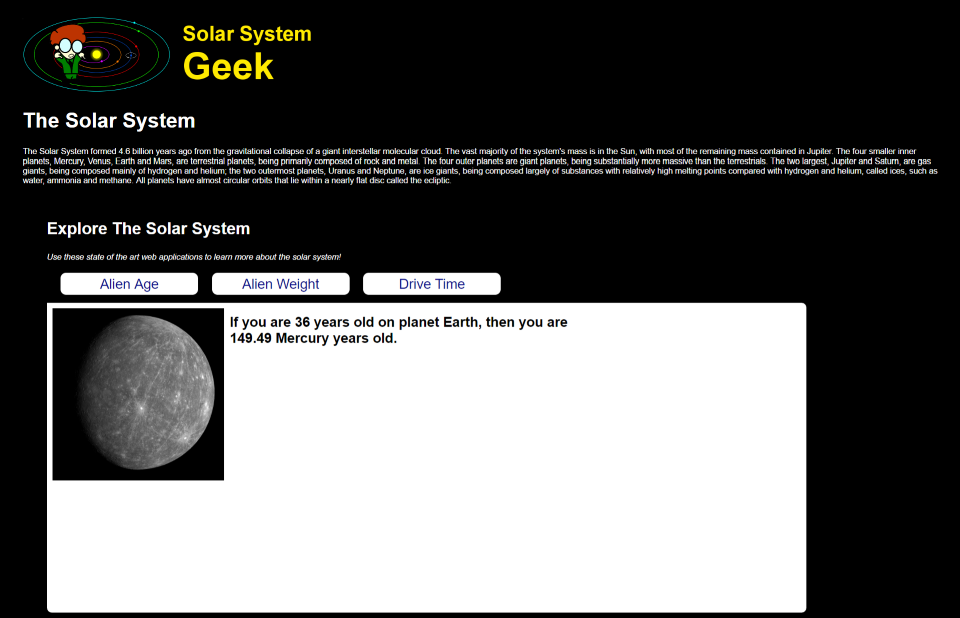 Solar System
Geek
The Solar System
The Solar System formed 4.6 billion years ago from the gravitational collapse of a giant interstellar molecular cloud. The vast majority of the system's mass is in the Sun, with most of the remaining mass contained in Jupiter. The four smaller inner
planets, Mercury, Venus, Earth and Mars, are terrestrial planets, being primarily composed of rock and metal. The four outer planets are giant planets, being substantially more massive than the terrestrials. The two largest, Jupiter and Saturn, are gas
giants, being composed mainly of hydrogen and helium; the two outermost planets, Uranus and Neptune, are ice giants, being composed largely of substances with relatively high melting points compared with hydrogen and helium, called ices, such as
water, ammonia and methane. All planets have almost circular orbits that lie within a nearly flat disc called the ecliptic.
Explore The Solar System
Use these state of the art web applications to learn more about the solar system!
Alien Age Alien Weight Drive Time
If you are 36 years old on planet Earth, then you are
149.49 Mercury years old.